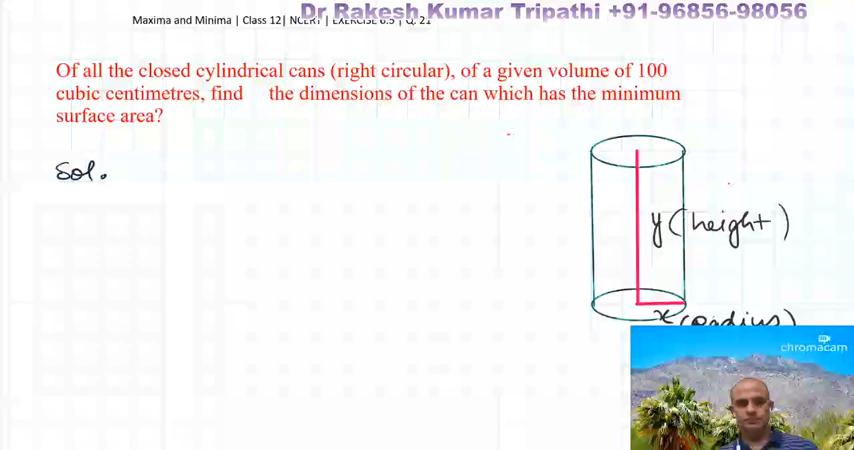 Dr Rakesh Kumar Tripathi +91-96856-98056
Maxima and Minima | Class 12| NCERT | EXERCISE 6.5 | Q. 21
Of all the closed cylindrical cans (right circular), of a given volume of 100
cubic centimetres, find the dimensions of the can which has the minimum
surface area?
Sol.
y (height)
x (radius)
chromacam